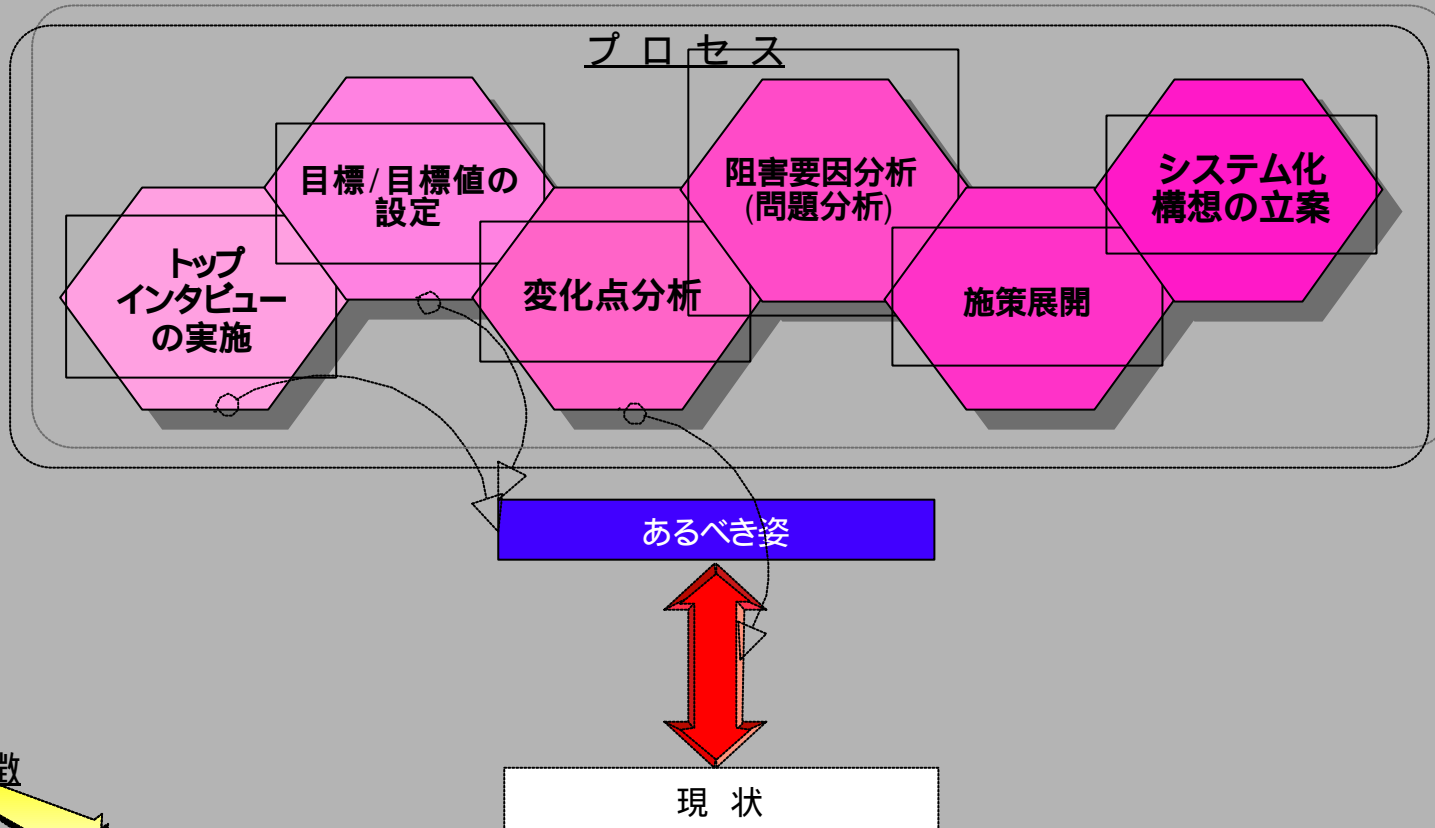 プ ロ セ ス
トップ
インタビュー
の実施
目標/目標値の
設定
変化点分析
阻害要因分析
(問題分析)
施策展開
システム化
構想の立案
あるべき姿
現 状
徴